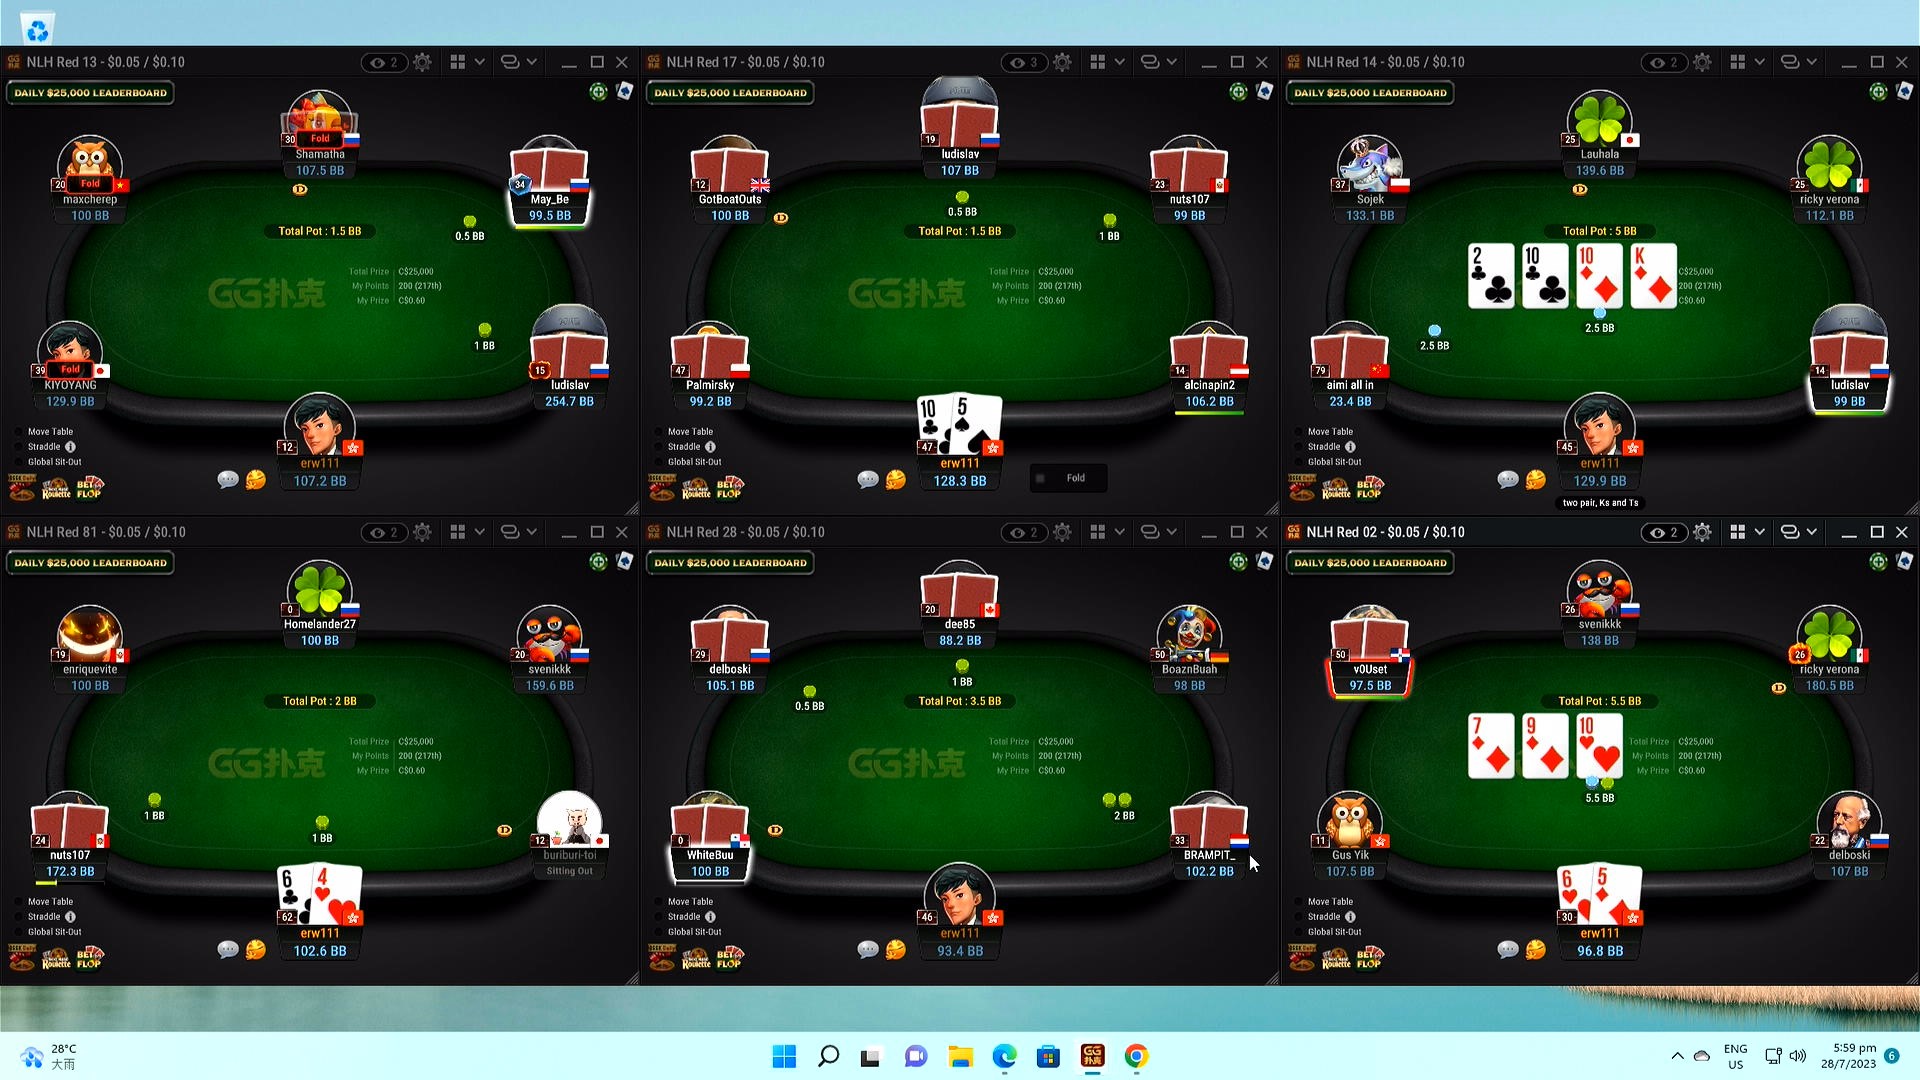 NLH Red 13 - $0.05 / $0.10
2
DAILY $25,000 LEADERBOARD
30
Fold
Shamatha
107.5 BB
20
Fold
maxcherep
100 BB
34
May_Be
99.5 BB
D
0.5 BB
Total Pot : 1.5 BB
GG扑克
Total Prize C$25,000
My Points 200 (217th)
My Prize C$0.60
1 BB
39
Fold
KIYOYANG
129.9 BB
15
ludislav
254.7 BB
Move Table
Straddle
Global Sit-Out
12
erw111
107.2 BB
Roulette
BET
FLOP
NLH Red 17 - $0.05 / $0.10
3
DAILY $25,000 LEADERBOARD
19
ludislav
107 BB
12
GotBoatOuts
100 BB
23
nuts107
99 BB
D
0.5 BB
1 BB
Total Pot : 1.5 BB
GG扑克
Total Prize C$25,000
My Points 200 (217th)
My Prize C$0.60
47
Palmirsky
99.2 BB
14
alcinapin2
106.2 BB
Move Table
Straddle
Global Sit-Out
10 5
47
erw111
128.3 BB
Fold
Roulette
BET
FLOP
NLH Red 14 - $0.05 / $0.10
2
DAILY $25,000 LEADERBOARD
25
Lauhala
139.6 BB
37
Sojek
133.1 BB
25
ricky verona
112.1 BB
D
Total Pot : 5 BB
2 10 10 K
C$25,000
200 (217th)
C$0.60
2.5 BB
2.5 BB
79
aimi all in
23.4 BB
14
ludislav
99 BB
Move Table
Straddle
Global Sit-Out
45
erw111
129.9 BB
two pair, Ks and Ts
Roulette
BET
FLOP
NLH Red 81 - $0.05 / $0.10
2
DAILY $25,000 LEADERBOARD
0
Homelander27
100 BB
19
enriquevite
100 BB
20
svenikkk
159.6 BB
Total Pot : 2 BB
GG扑克
Total Prize C$25,000
My Points 200 (217th)
My Prize C$0.60
1 BB
1 BB
D
24
nuts107
172.3 BB
12
buriburi-toi
Sitting Out
Move Table
Straddle
Global Sit-Out
6 4
62
erw111
102.6 BB
Roulette
BET
FLOP
NLH Red 28 - $0.05 / $0.10
2
DAILY $25,000 LEADERBOARD
20
dee85
88.2 BB
29
delboski
105.1 BB
50
BoaznBuah
98 BB
1 BB
0.5 BB
Total Pot : 3.5 BB
GG扑克
Total Prize C$25,000
My Points 200 (217th)
My Prize C$0.60
2 BB
D
0
WhiteBuu
100 BB
33
BRAMPIT_
102.2 BB
Move Table
Straddle
Global Sit-Out
46
erw111
93.4 BB
Roulette
BET
FLOP
NLH Red 02 - $0.05 / $0.10
2
DAILY $25,000 LEADERBOARD
26
svenikkk
138 BB
50
v0Uset
97.5 BB
26
ricky verona
180.5 BB
D
Total Pot : 5.5 BB
7 9 10
Total Prize C$25,000
My Points 200 (217th)
My Prize C$0.60
5.5 BB
11
Gus Yik
107.5 BB
22
delboski
107 BB
Move Table
Straddle
Global Sit-Out
6 5
30
erw111
96.8 BB
Roulette
BET
FLOP
28°C
大雨
GG
扑克
ENG
US
5:59 pm
28/7/2023
6